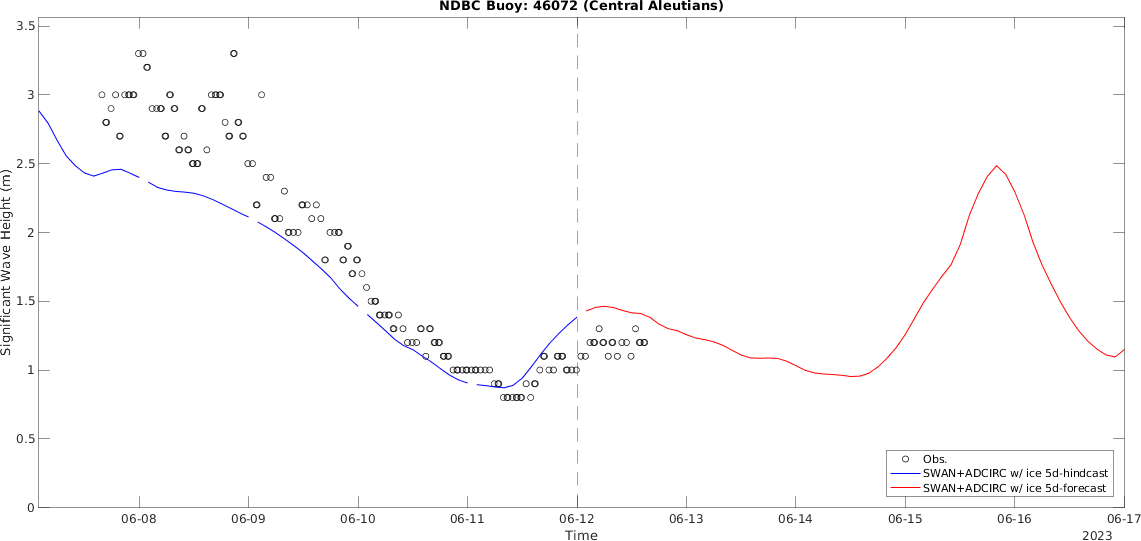 NDBC Buoy: 46072 (Central Aleutians)
Significant Wave Height (m)
3.5
3
2.5
2
1.5
1
0.5
0
Obs.
SWAN+ADCIRC w/ ice 5d-hindcast
SWAN+ADCIRC w/ ice 5d-forecast
06-08 06-09 06-10 06-11 06-12 06-13 06-14 06-15 06-16 06-17
Time
2023